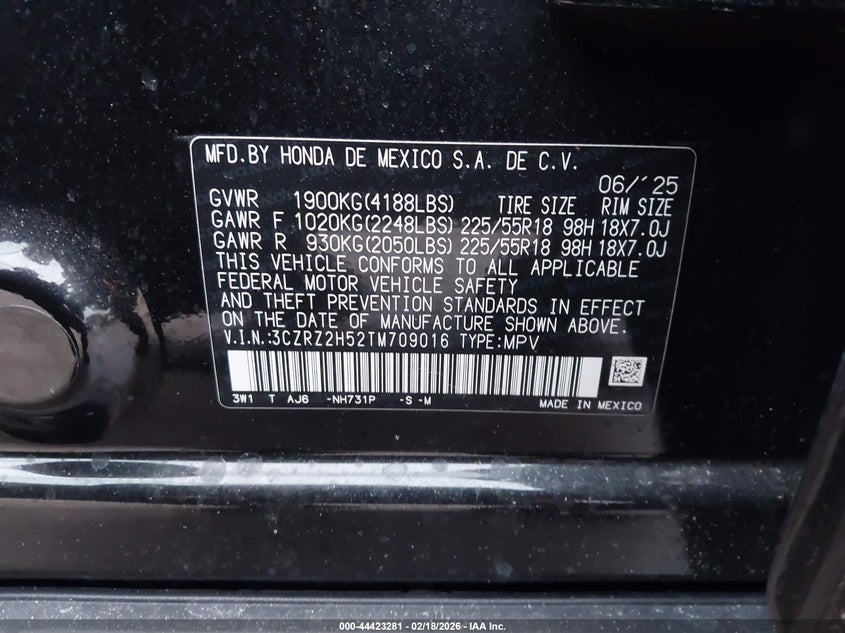 MFD.BY HONDA DE MEXICO S.A. DE C.V.
06/'25
GVWR 1900KG(4188LBS) TIRE SIZE RIM SIZE
GAWR F 1020KG(2248LBS) 225/55R18 98H 18X7.0J
GAWR R 930KG(2050LBS) 225/55R18 98H 18X7.0J
THIS VEHICLE CONFORMS TO ALL APPLICABLE
FEDERAL MOTOR VEHICLE SAFETY
AND THEFT PREVENTION STANDARDS IN EFFECT
ON THE DATE OF MANUFACTURE SHOWN ABOVE.
V.I.N.:3CZRZ2H52TM709016 TYPE:MPV
3W1 T AJ6 -NH731P -S-M MADE IN MEXICO
000-44423281 - 02/18/2026 - IAA Inc.